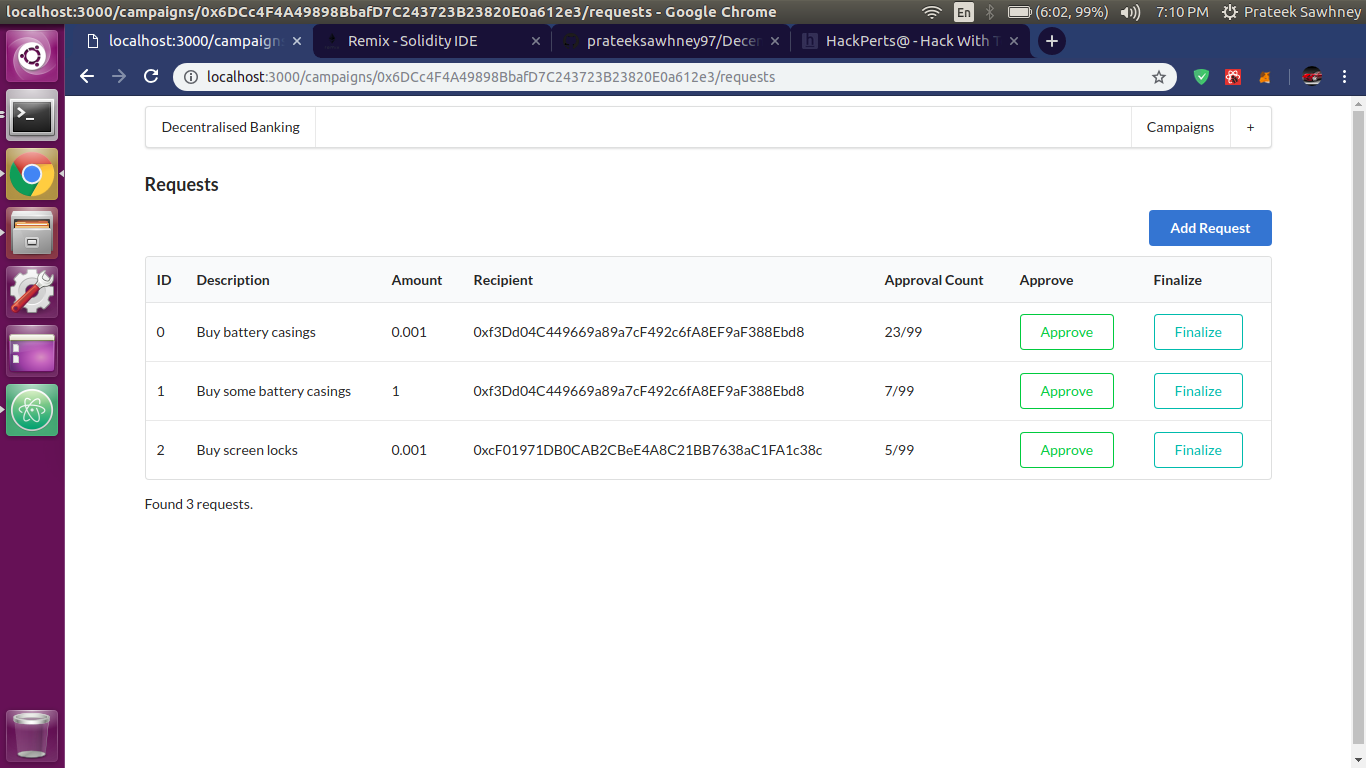 localhost:3000/campaigns/0x6DCc4F4A49898BbafD7C243723B23820E0a612e3/requests - Google Chrome En (6:02, 99%) 7:10 PM Prateek Sawhney
localhost:3000/campaign Remix - Solidity IDE prateeksawhney97/Decer HackPerts@ - Hack With T
localhost:3000/campaigns/0x6DCc4F4A49898BbafD7C243723B23820E0a612e3/requests
Decentralised Banking Campaigns +
Requests
Add Request
ID Description Amount Recipient Approval Count Approve Finalize
0 Buy battery casings 0.001 0xf3Dd04C449669a89a7cF492c6fA8EF9aF388Ebd8 23/99 Approve Finalize
1 Buy some battery casings 1 0xf3Dd04C449669a89a7cF492c6fA8EF9aF388Ebd8 7/99 Approve Finalize
2 Buy screen locks 0.001 0xcF01971DB0CAB2CBeE4A8C21BB7638aC1FA1c38c 5/99 Approve Finalize
Found 3 requests.